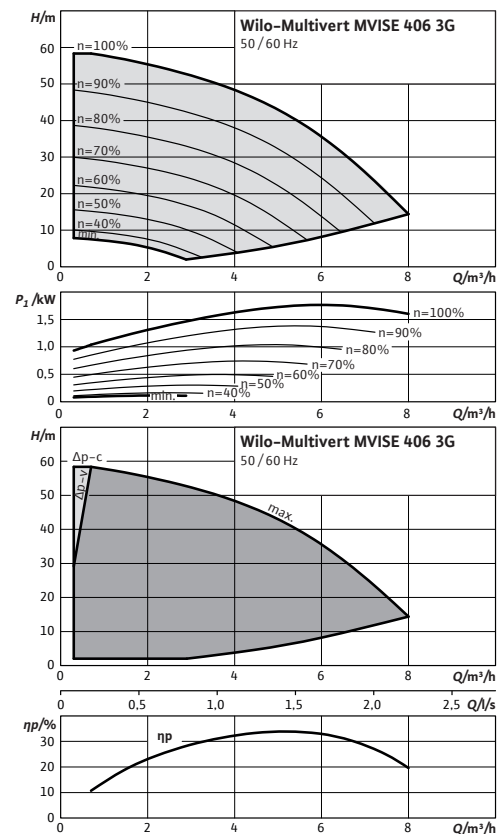 H/m
Wilo-Multivert MVISE 406 3G
50 / 60 Hz
60
50
40
30
20
10
0
n=100%
n=90%
n=80%
n=70%
n=60%
n=50%
n=40%
min.
0
2
4
6
8
Q/m³/h
P₁/kW
1,5
1,0
0,5
0
n=100%
n=90%
n=80%
n=70%
n=60%
n=50%
n=40%
min.
0
2
4
6
8
Q/m³/h
H/m
Wilo-Multivert MVISE 406 3G
50 / 60 Hz
60
50
40
30
20
10
0
Δp-c
Δp-v
max.
0
2
4
6
8
Q/m³/h
0
0,5
1,0
1,5
2,0
2,5
Q/l/s
ηp/%
ηp
30
20
10
0
0
2
4
6
8
Q/m³/h